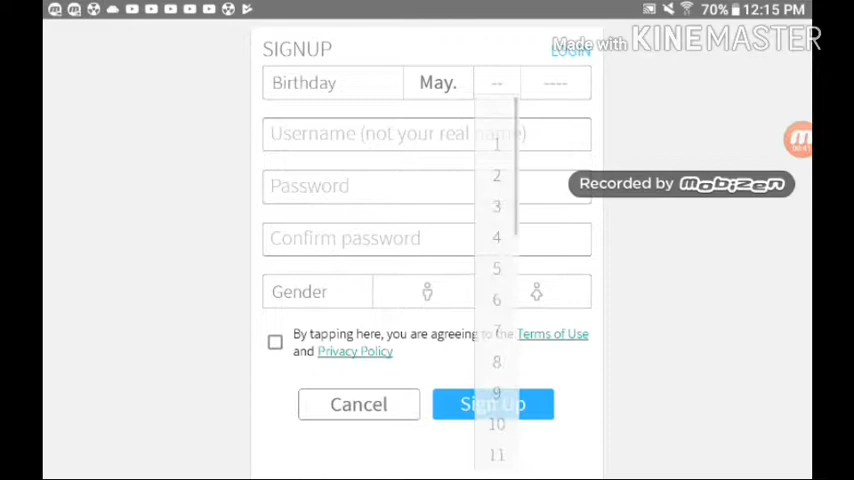 70% 12:15 PM
Made with KINEMASTER
SIGNUP
LOGIN
Birthday May. -- ----
Username (not your real name)
Recorded by MOBIZEN
00:41
Password
Confirm password
Gender
By tapping here, you are agreeing to the Terms of Use
and Privacy Policy
Cancel
Sign Up
1
2
3
4
5
6
7
8
9
10
11